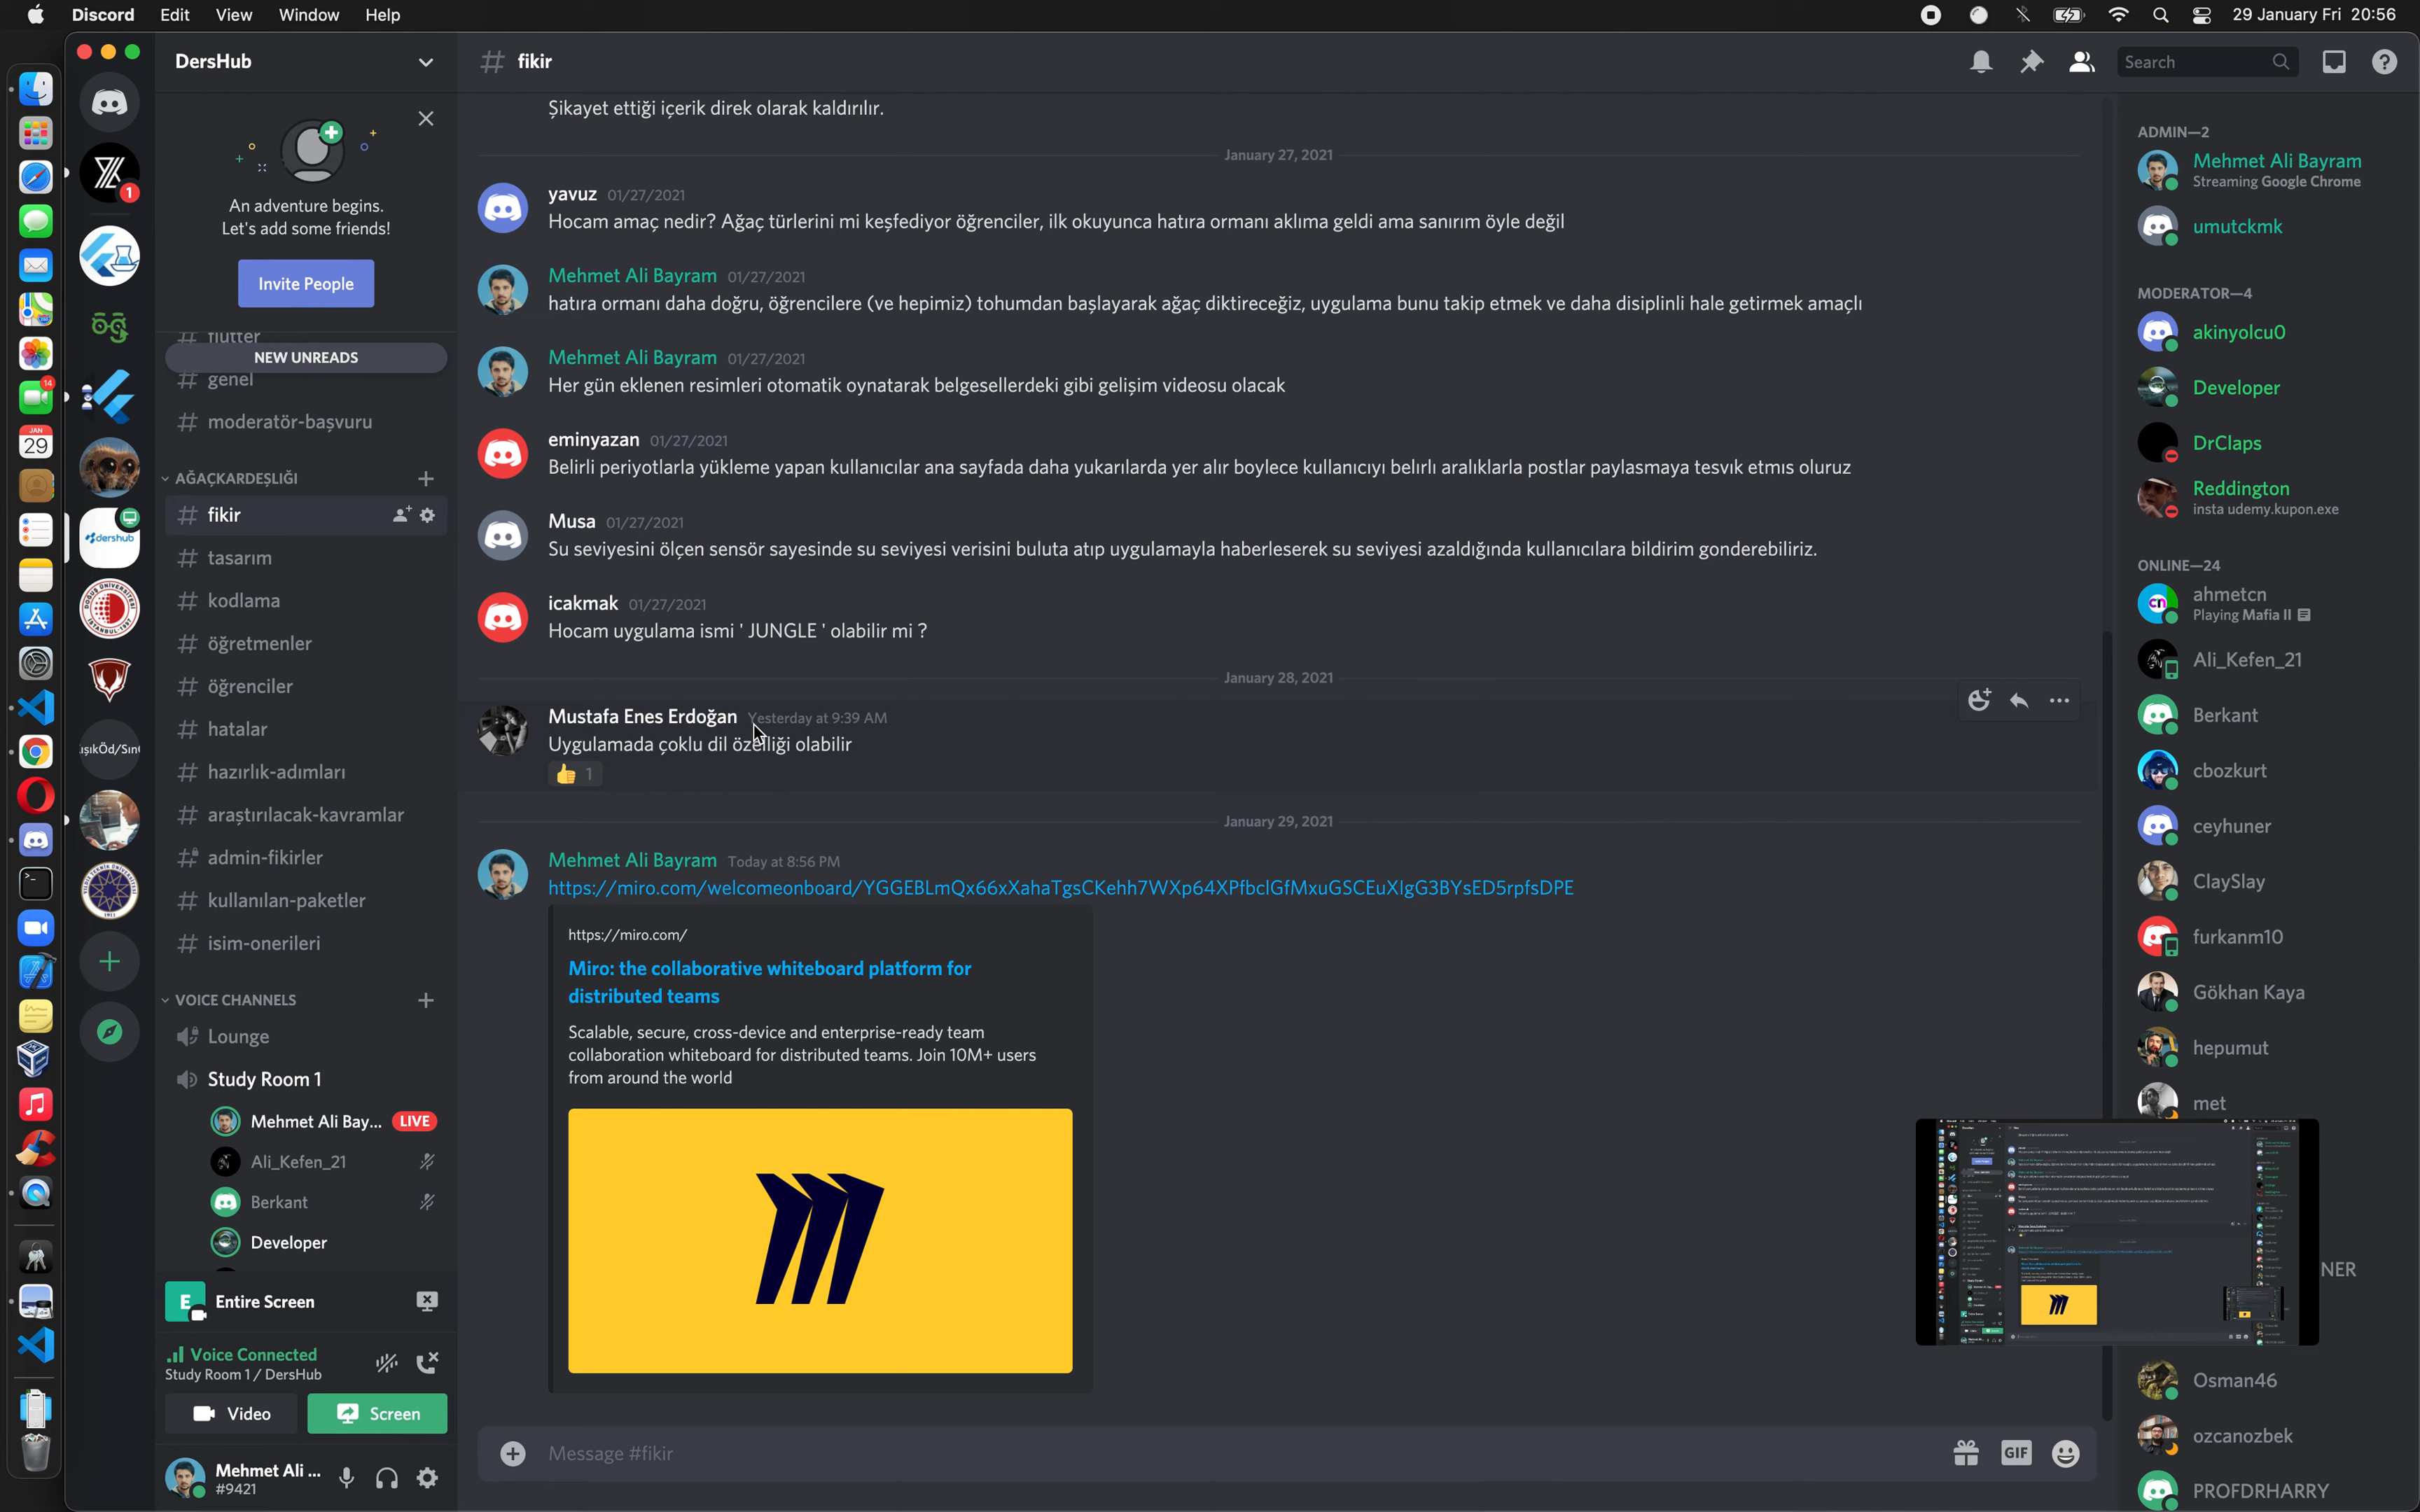 Discord Edit View Window Help
29 January Fri 20:56
DersHub
An adventure begins.
Let's add some friends!
Invite People
flutter
NEW UNREADS
genel
moderatör-başvuru
AĞAÇKARDEŞLIĞI
fikir
tasarım
kodlama
öğretmenler
öğrenciler
hatalar
hazırlık-adımları
araştırılacak-kavramlar
admin-fikirler
kullanılan-paketler
isim-onerileri
VOICE CHANNELS
Lounge
Study Room 1
Mehmet Ali Bay... LIVE
Ali_Kefen_21
Berkant
Developer
E Entire Screen
Voice Connected
Study Room 1 / DersHub
Video Screen
Mehmet Ali ...
#9421
1
14
JAN
29
dershub
# fikir
Search
Şikayet ettiği içerik direk olarak kaldırılır.
January 27, 2021
yavuz 01/27/2021
Hocam amaç nedir? Ağaç türlerini mi keşfediyor öğrenciler, ilk okuyunca hatıra ormanı aklıma geldi ama sanırım öyle değil
Mehmet Ali Bayram 01/27/2021
hatıra ormanı daha doğru, öğrencilere (ve hepimiz) tohumdan başlayarak ağaç diktireceğiz, uygulama bunu takip etmek ve daha disiplinli hale getirmek amaçlı
Mehmet Ali Bayram 01/27/2021
Her gün eklenen resimleri otomatik oynatarak belgesellerdeki gibi gelişim videosu olacak
eminyazan 01/27/2021
Belirli periyotlarla yükleme yapan kullanıcılar ana sayfada daha yukarılarda yer alır boylece kullanıcıyı belırlı aralıklarla postlar paylasmaya tesvık etmıs oluruz
Musa 01/27/2021
Su seviyesini ölçen sensör sayesinde su seviyesi verisini buluta atıp uygulamayla haberleserek su seviyesi azaldığında kullanıcılara bildirim gonderebiliriz.
icakmak 01/27/2021
Hocam uygulama ismi ' JUNGLE ' olabilir mi ?
January 28, 2021
Mustafa Enes Erdoğan Yesterday at 9:39 AM
Uygulamada çoklu dil özelliği olabilir
👍 1
January 29, 2021
Mehmet Ali Bayram Today at 8:56 PM
https://miro.com/welcomeonboard/YGGEBLmQx66xXahaTgsCKehh7WXp64XPfbclGfMxuGSCEuXIgG3BYsED5rpfsDPE
https://miro.com/
Miro: the collaborative whiteboard platform for
distributed teams
Scalable, secure, cross-device and enterprise-ready team
collaboration whiteboard for distributed teams. Join 10M+ users
from around the world
Message #fikir
GIF
ADMIN—2
Mehmet Ali Bayram
Streaming Google Chrome
umutckmk
MODERATOR—4
akinyolcu0
Developer
DrClaps
Reddington
insta udemy.kupon.exe
ONLINE—24
ahmetcn
Playing Mafia II
Ali_Kefen_21
Berkant
cbozkurt
ceyhuner
ClaySlay
furkanm10
Gökhan Kaya
hepumut
met
NER
Osman46
ozcanozbek
PROFDRHARRY